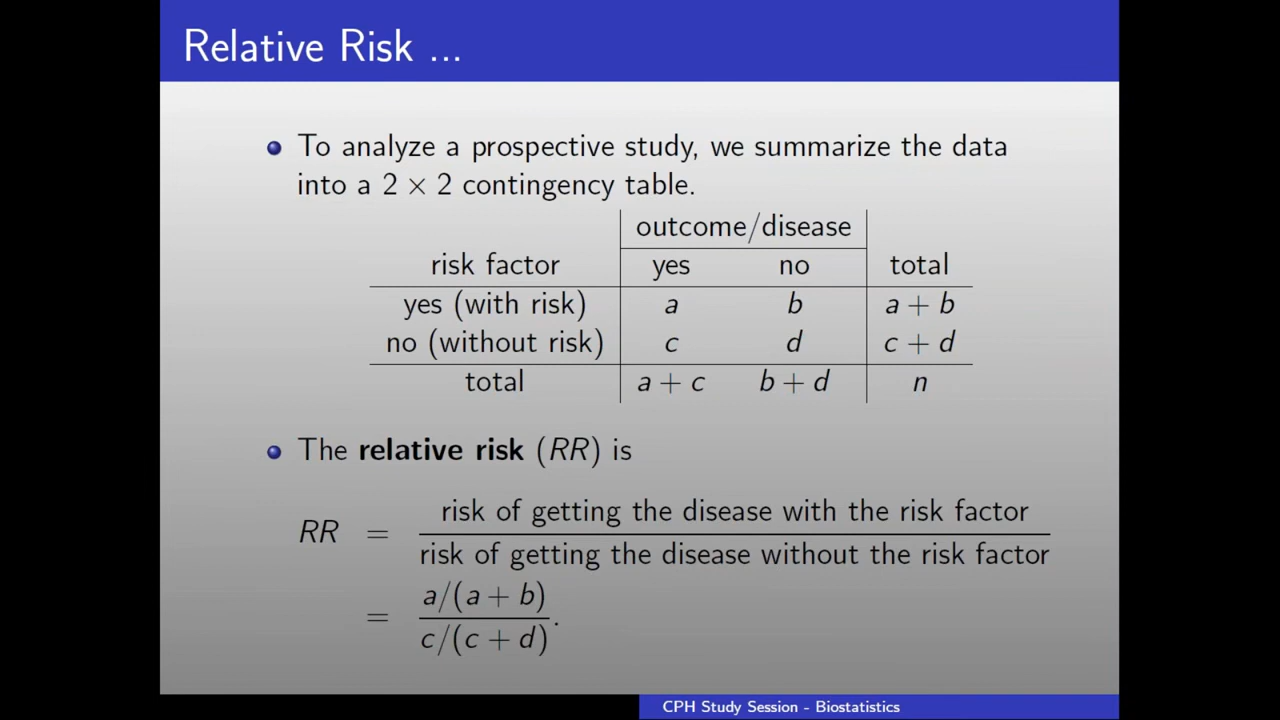 Relative Risk ...
To analyze a prospective study, we summarize the data
into a 2 × 2 contingency table.
outcome/disease
risk factor yes no total
yes (with risk) a b a + b
no (without risk) c d c + d
total a + c b + d n
The relative risk (RR) is
RR = risk of getting the disease with the risk factor
risk of getting the disease without the risk factor
= a/(a + b)
c/(c + d) .
CPH Study Session - Biostatistics